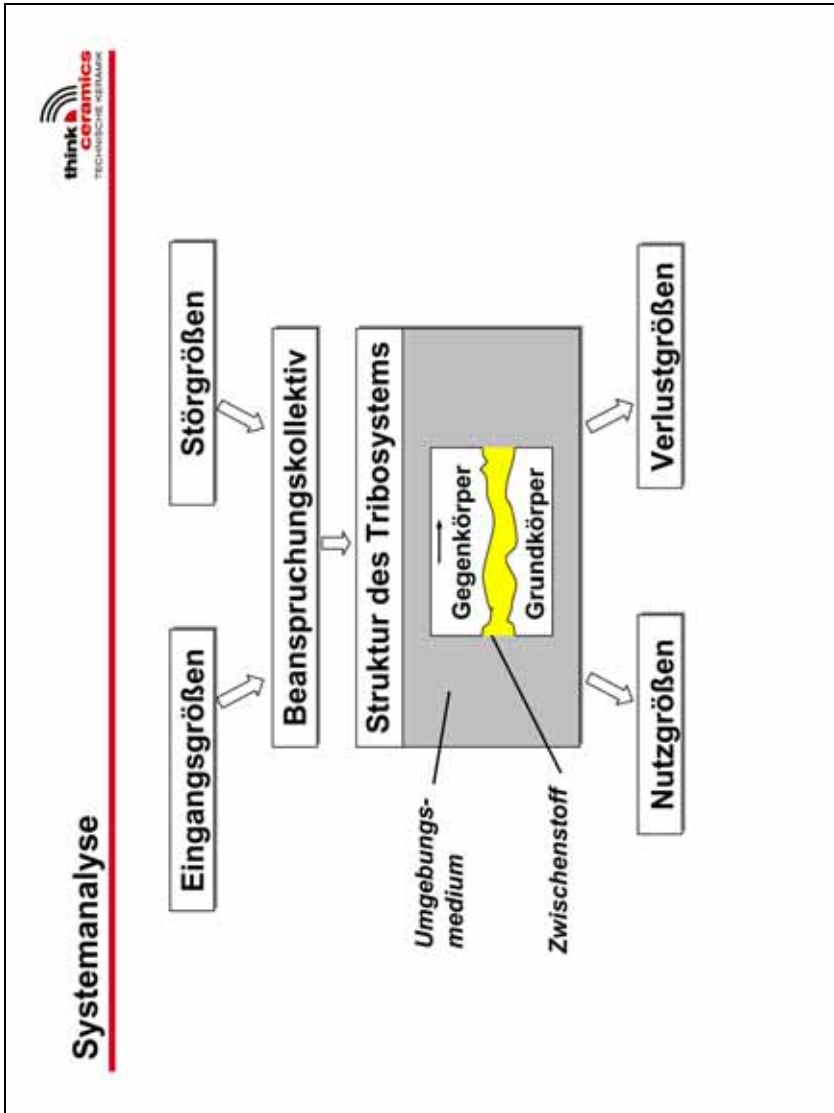 Systemanalyse
think
ceramics
TECHNISCHE KERAMIK
Eingangsgrößen
Störgrößen
Beanspruchungskollektiv
Struktur des Tribosystems
Gegenkörper
Grundkörper
Umgebungs-
medium
Zwischenstoff
Nutzgrößen
Verlustgrößen